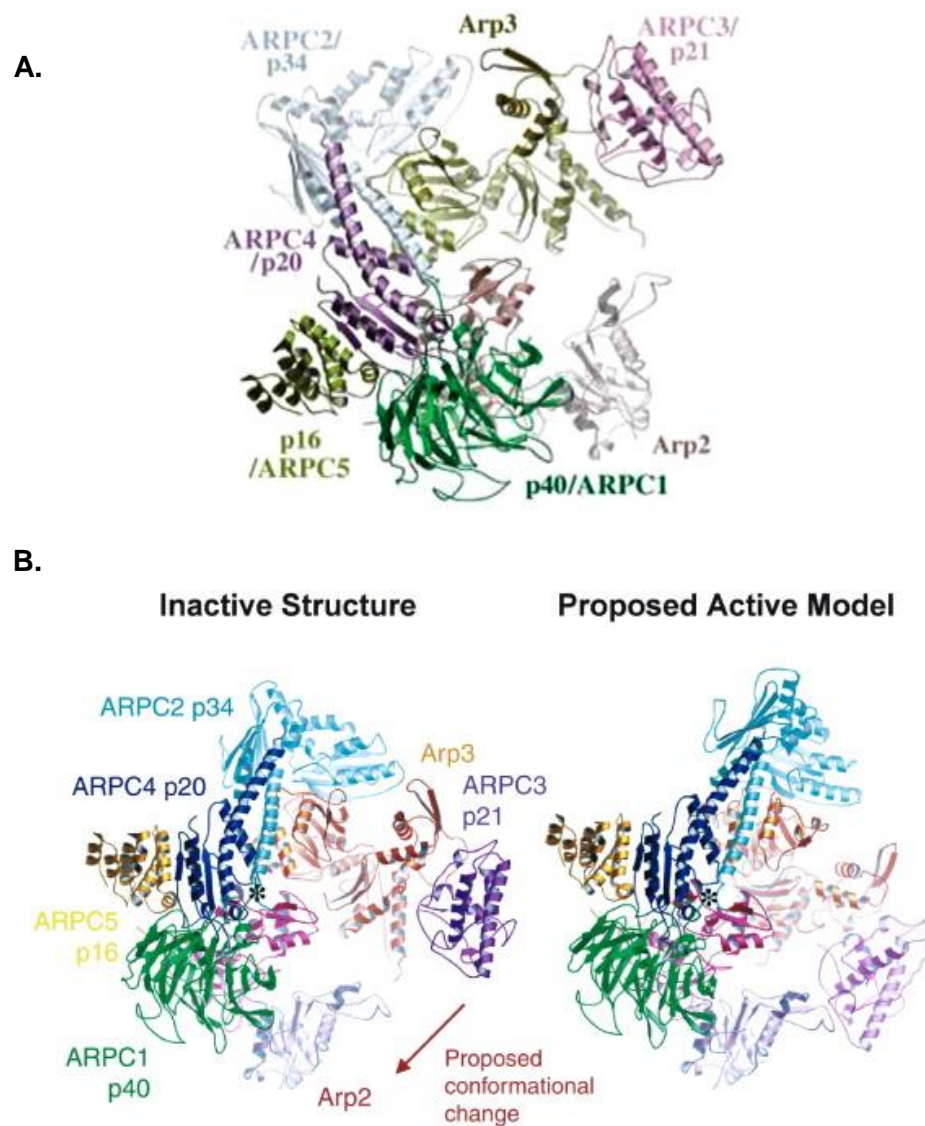 A.
ARPC2/
p34
Arp3
ARPC3/
p21
ARPC4
/p20
p16
/ARPC5
Arp2
p40/ARPC1
B.
Inactive Structure
Proposed Active Model
ARPC2 p34
Arp3
ARPC4 p20
ARPC3
p21
*
*
ARPC5
p16
ARPC1
p40
Arp2
Proposed
conformational
change